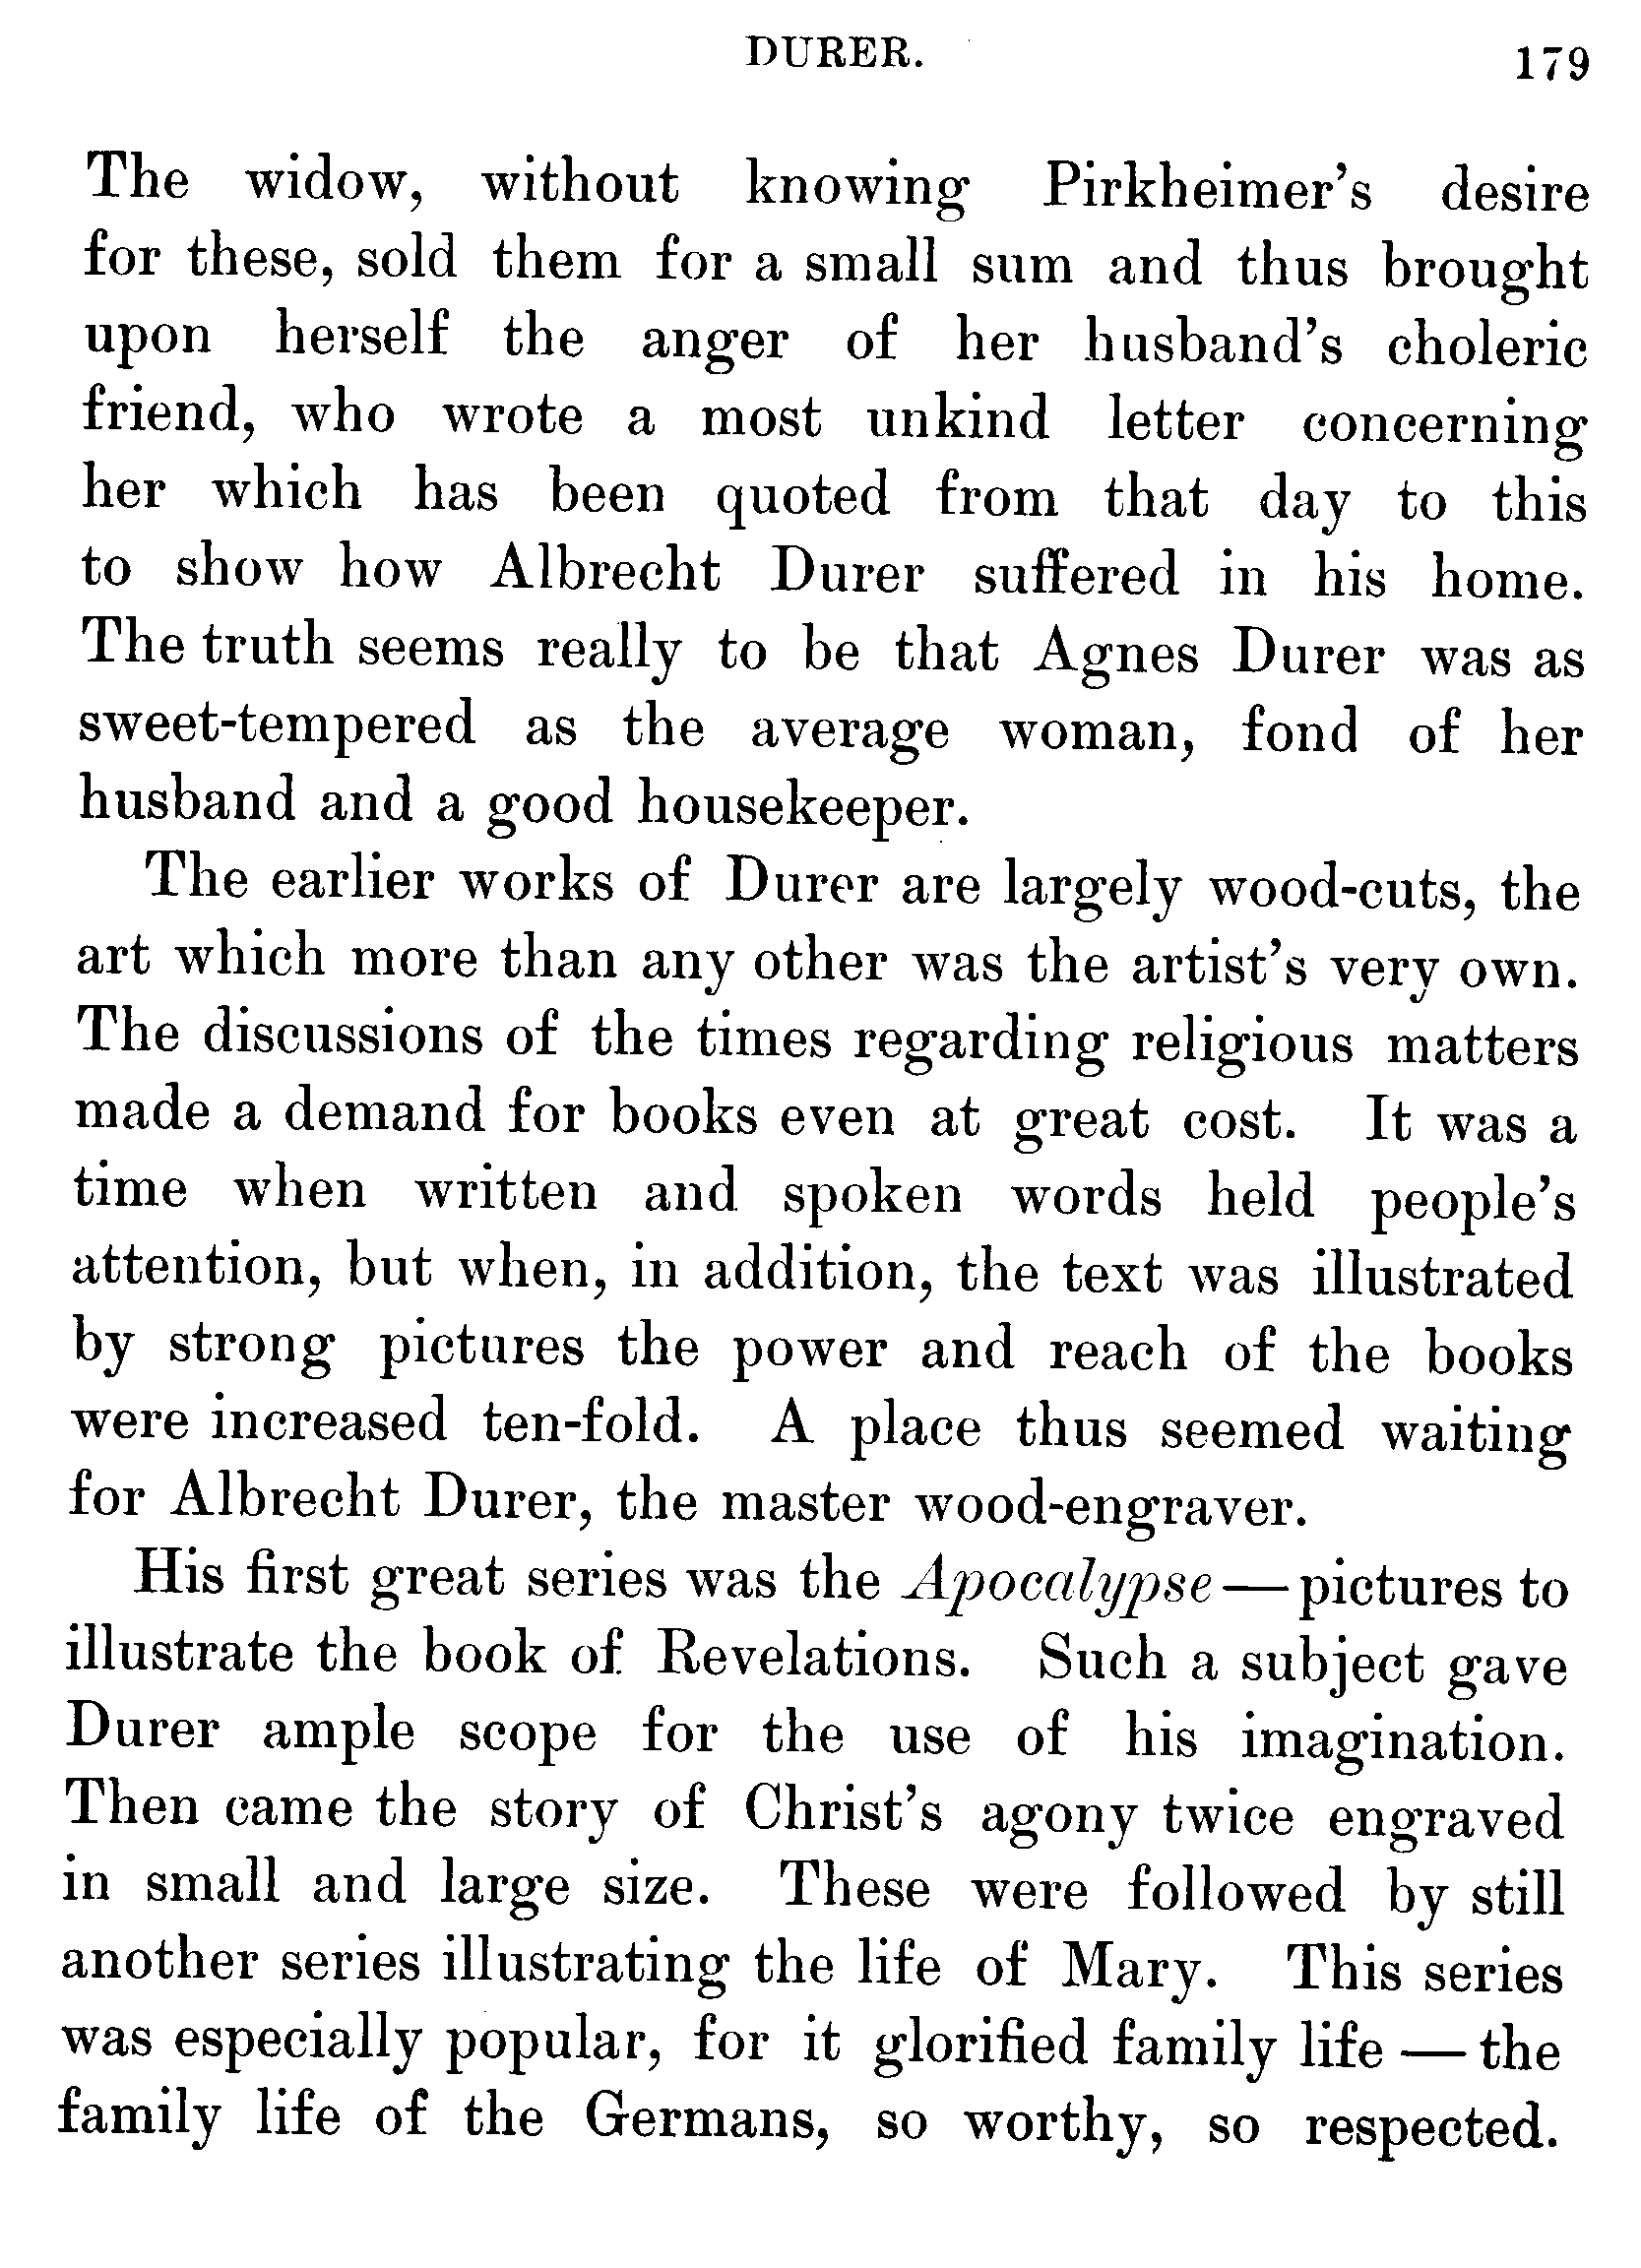 DURER.
179
The widow, without knowing Pirkheimer's desire
for these, sold them for a small sum and thus brought
upon herself the anger of her husband's choleric
friend, who wrote a most unkind letter concerning
her which has been quoted from that day to this
to show how Albrecht Durer suffered in his home.
The truth seems really to be that Agnes Durer was as
sweet-tempered as the average woman, fond of her
husband and a good housekeeper.
The earlier works of Durer are largely wood-cuts, the
art which more than any other was the artist's very own.
The discussions of the times regarding religious matters
made a demand for books even at great cost. It was a
time when written and spoken words held people's
attention, but when, in addition, the text was illustrated
by strong pictures the power and reach of the books
were increased ten-fold. A place thus seemed waiting
for Albrecht Durer, the master wood-engraver.
His first great series was the Apocalypse—pictures to
illustrate the book of Revelations. Such a subject gave
Durer ample scope for the use of his imagination.
Then came the story of Christ's agony twice engraved
in small and large size. These were followed by still
another series illustrating the life of Mary. This series
was especially popular, for it glorified family life—the
family life of the Germans, so worthy, so respected.